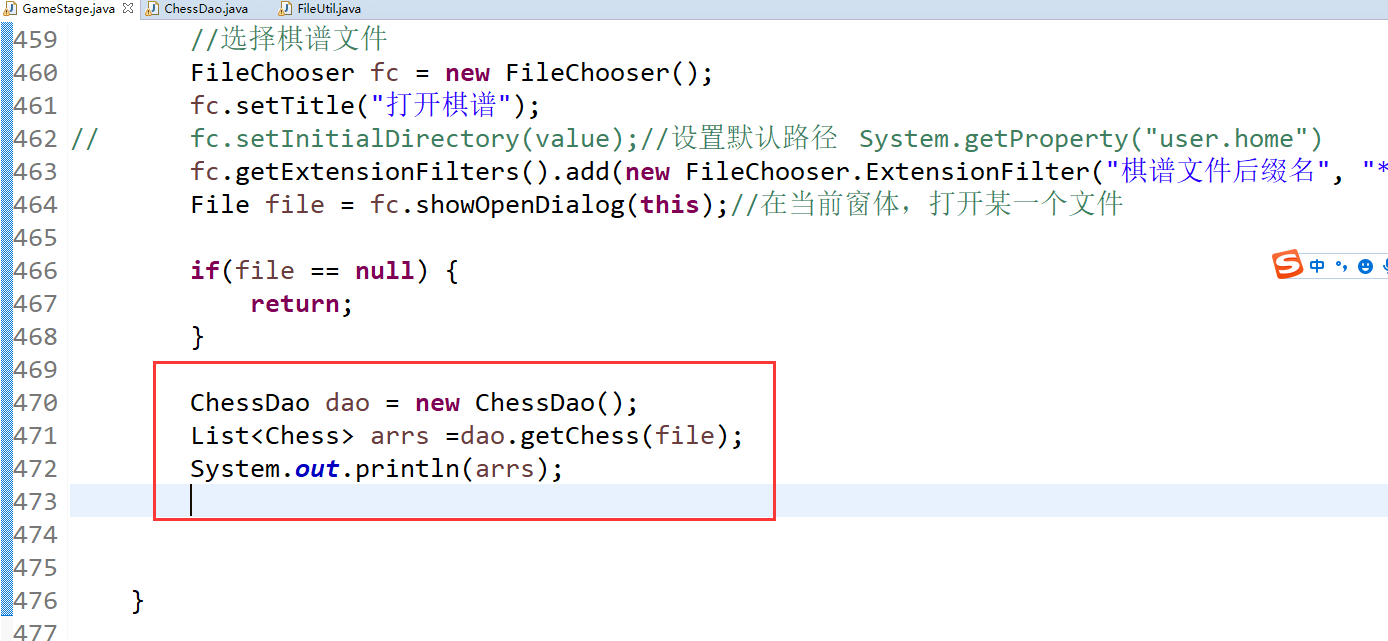 GameStage.java ChessDao.java FileUtil.java
459 //选择棋谱文件
460 FileChooser fc = new FileChooser();
461 fc.setTitle("打开棋谱");
462 // fc.setInitialDirectory(value);//设置默认路径 System.getProperty("user.home")
463 fc.getExtensionFilters().add(new FileChooser.ExtensionFilter("棋谱文件后缀名", "*
464 File file = fc.showOpenDialog(this);//在当前窗体，打开某一个文件
465
466 if(file == null) {
467 return;
468 }
469
470 ChessDao dao = new ChessDao();
471 List<Chess> arrs =dao.getChess(file);
472 System.out.println(arrs);
473
474
475
476 }
477
S 中 °,